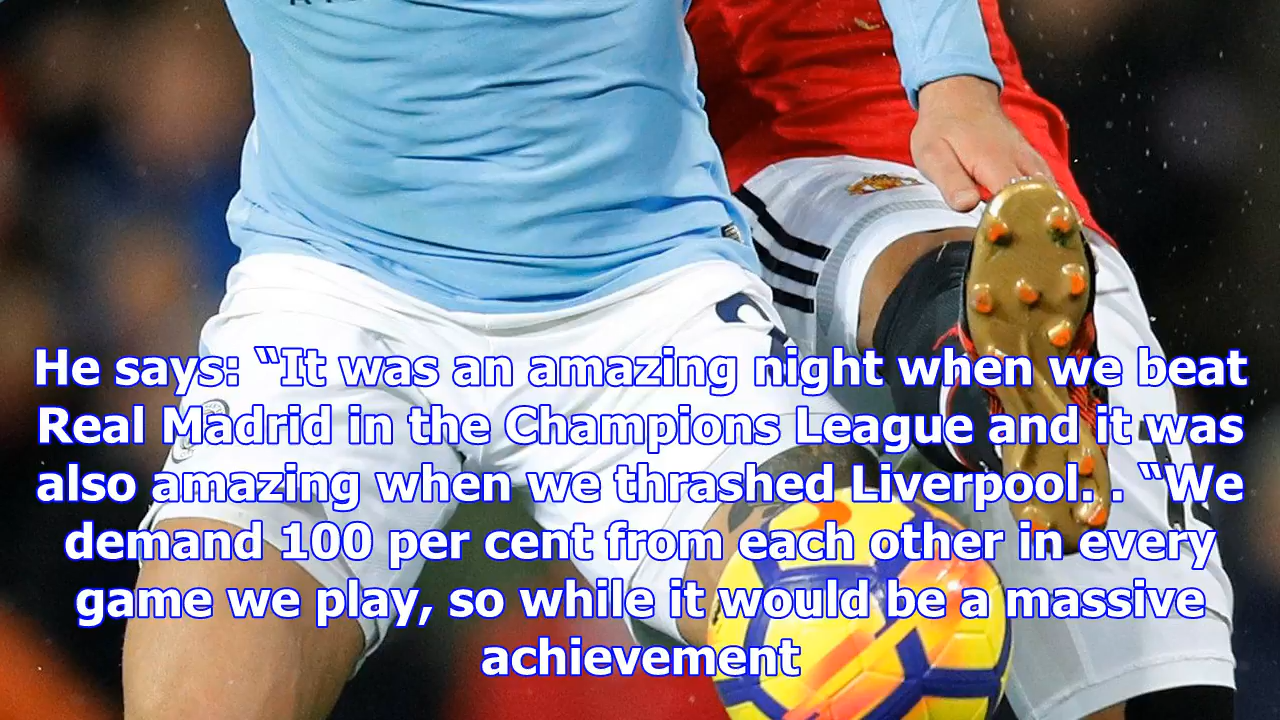 He says: “It was an amazing night when we beat
Real Madrid in the Champions League and it was
also amazing when we thrashed Liverpool. . “We
demand 100 per cent from each other in every
game we play, so while it would be a massive
achievement